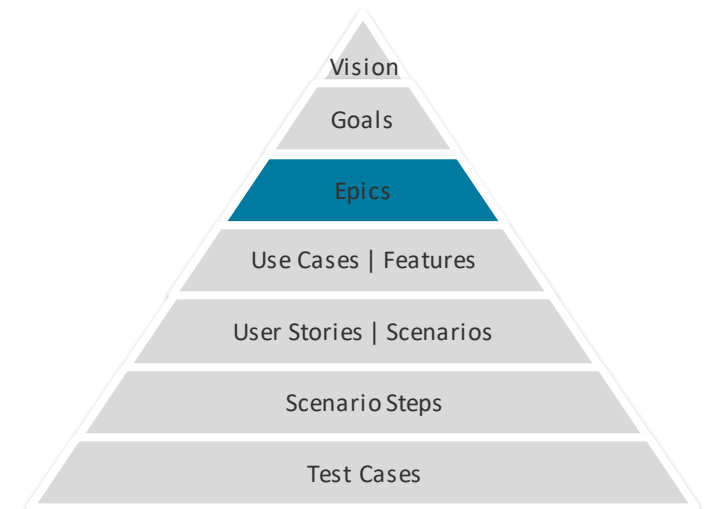 Vision
Goals
Epics
Use Cases | Features
User Stories | Scenarios
Scenario Steps
Test Cases